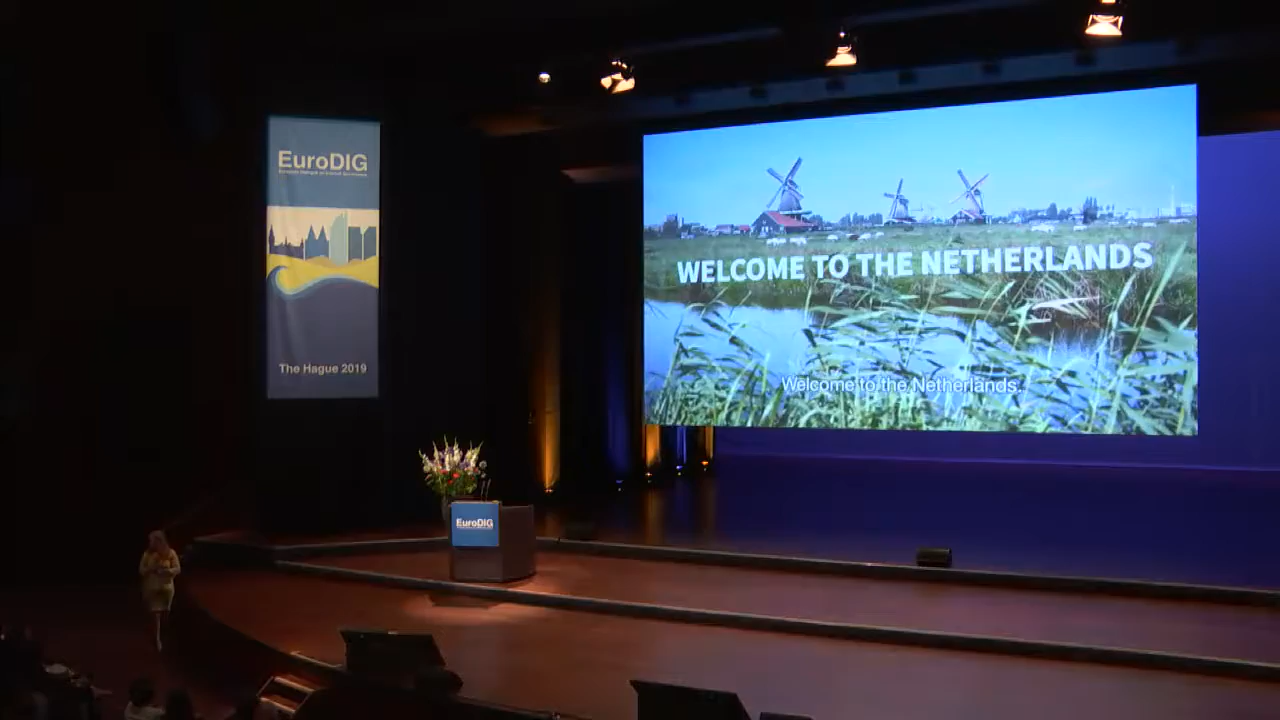 EuroDIG
The Hague 2019
WELCOME TO THE NETHERLANDS
Welcome to the Netherlands.
EuroDIG